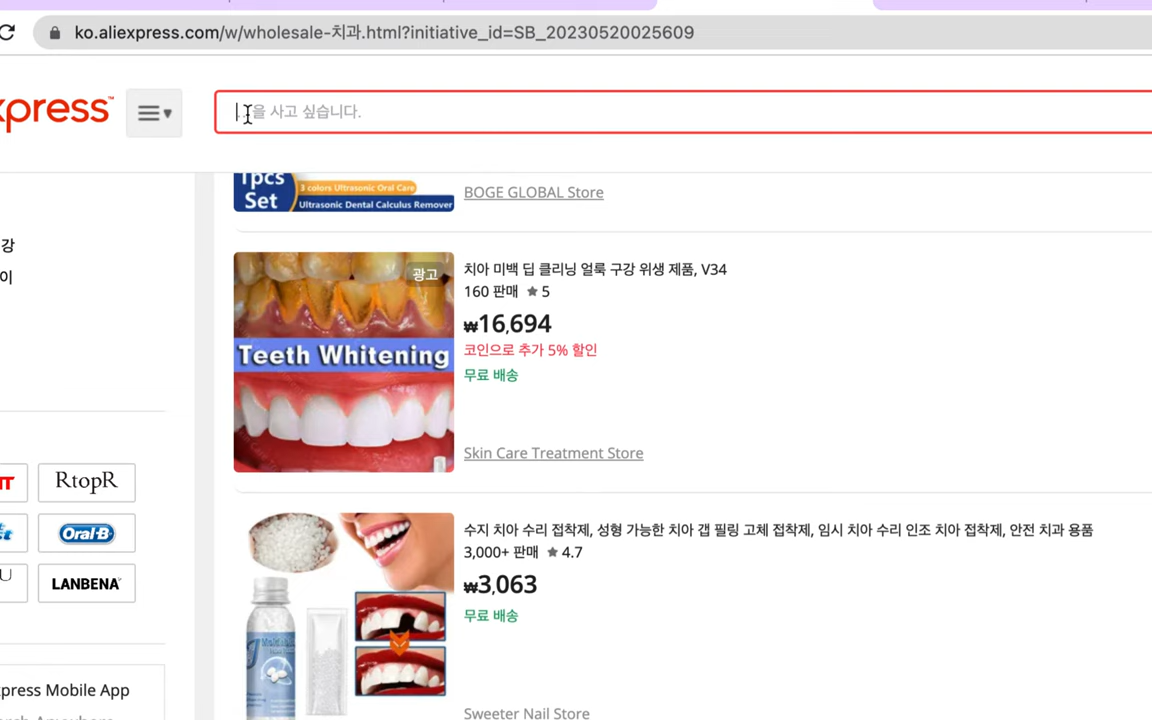 ko.aliexpress.com/w/wholesale-치과.html?initiative_id=SB_20230520025609
xpress™
을 사고 싶습니다.
1pcs
Set
3 colors Ultrasonic Oral Care
Ultrasonic Dental Calculus Remover
BOGE GLOBAL Store
강
이
광고
Teeth Whitening
치아 미백 딥 클리닝 얼룩 구강 위생 제품, V34
160 판매 ★ 5
₩16,694
코인으로 추가 5% 할인
무료 배송
Skin Care Treatment Store
RtopR
Oral-B
U
LANBENA
수지 치아 수리 접착제, 성형 가능한 치아 갭 필링 고체 접착제, 임시 치아 수리 인조 치아 접착제, 안전 치과 용품
3,000+ 판매 ★ 4.7
₩3,063
무료 배송
Sweeter Nail Store
xpress Mobile App